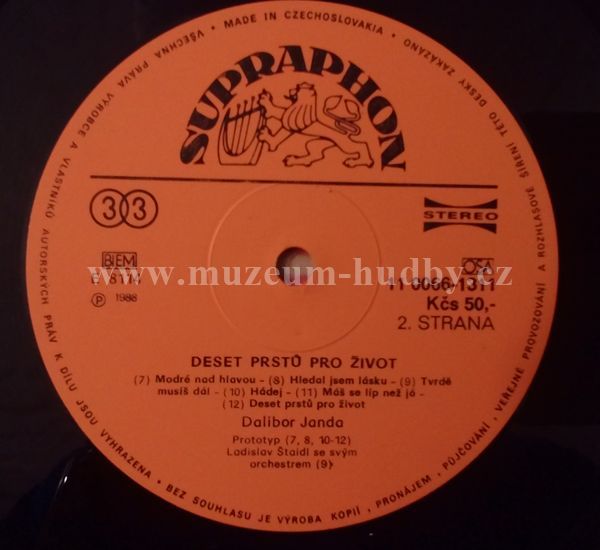 VŠECHNA PRÁVA VÝROBCE A VLASTNÍKŮ AUTORSKÝCH PRÁV K DÍLU JSOU VYHRAZENA • BEZ SOUHLASU JE VÝROBA KOPIÍ, PRONÁJEM, PŮJČOVÁNÍ, VEŘEJNÉ PROVOZOVÁNÍ A ROZHLASOVÉ ŠÍŘENÍ TÉTO DESKY ZAKÁZÁNO • MADE IN CZECHOSLOVAKIA •
SUPRAPHON
33
STEREO
BIEM
OSA
www.muzeum-hudby.cz
Ⓟ 1988
Kčs 50,-
2. STRANA
DESET PRSTŮ PRO ŽIVOT
(7) Modré nad hlavou – (8) Hledal jsem lásku – (9) Tvrdě
musíš dál – (10) Hádej – (11) Máš se líp než já –
(12) Deset prstů pro život
Dalibor Janda
Prototyp (7, 8, 10-12)
Ladislav Štaidl se svým
orchestrem (9)